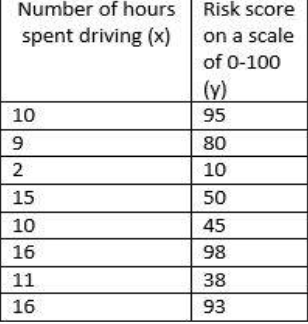 Number of hours Risk score
spent driving (x) on a scale
of 0-100
(y)
10 95
9 80
2 10
15 50
10 45
16 98
11 38
16 93